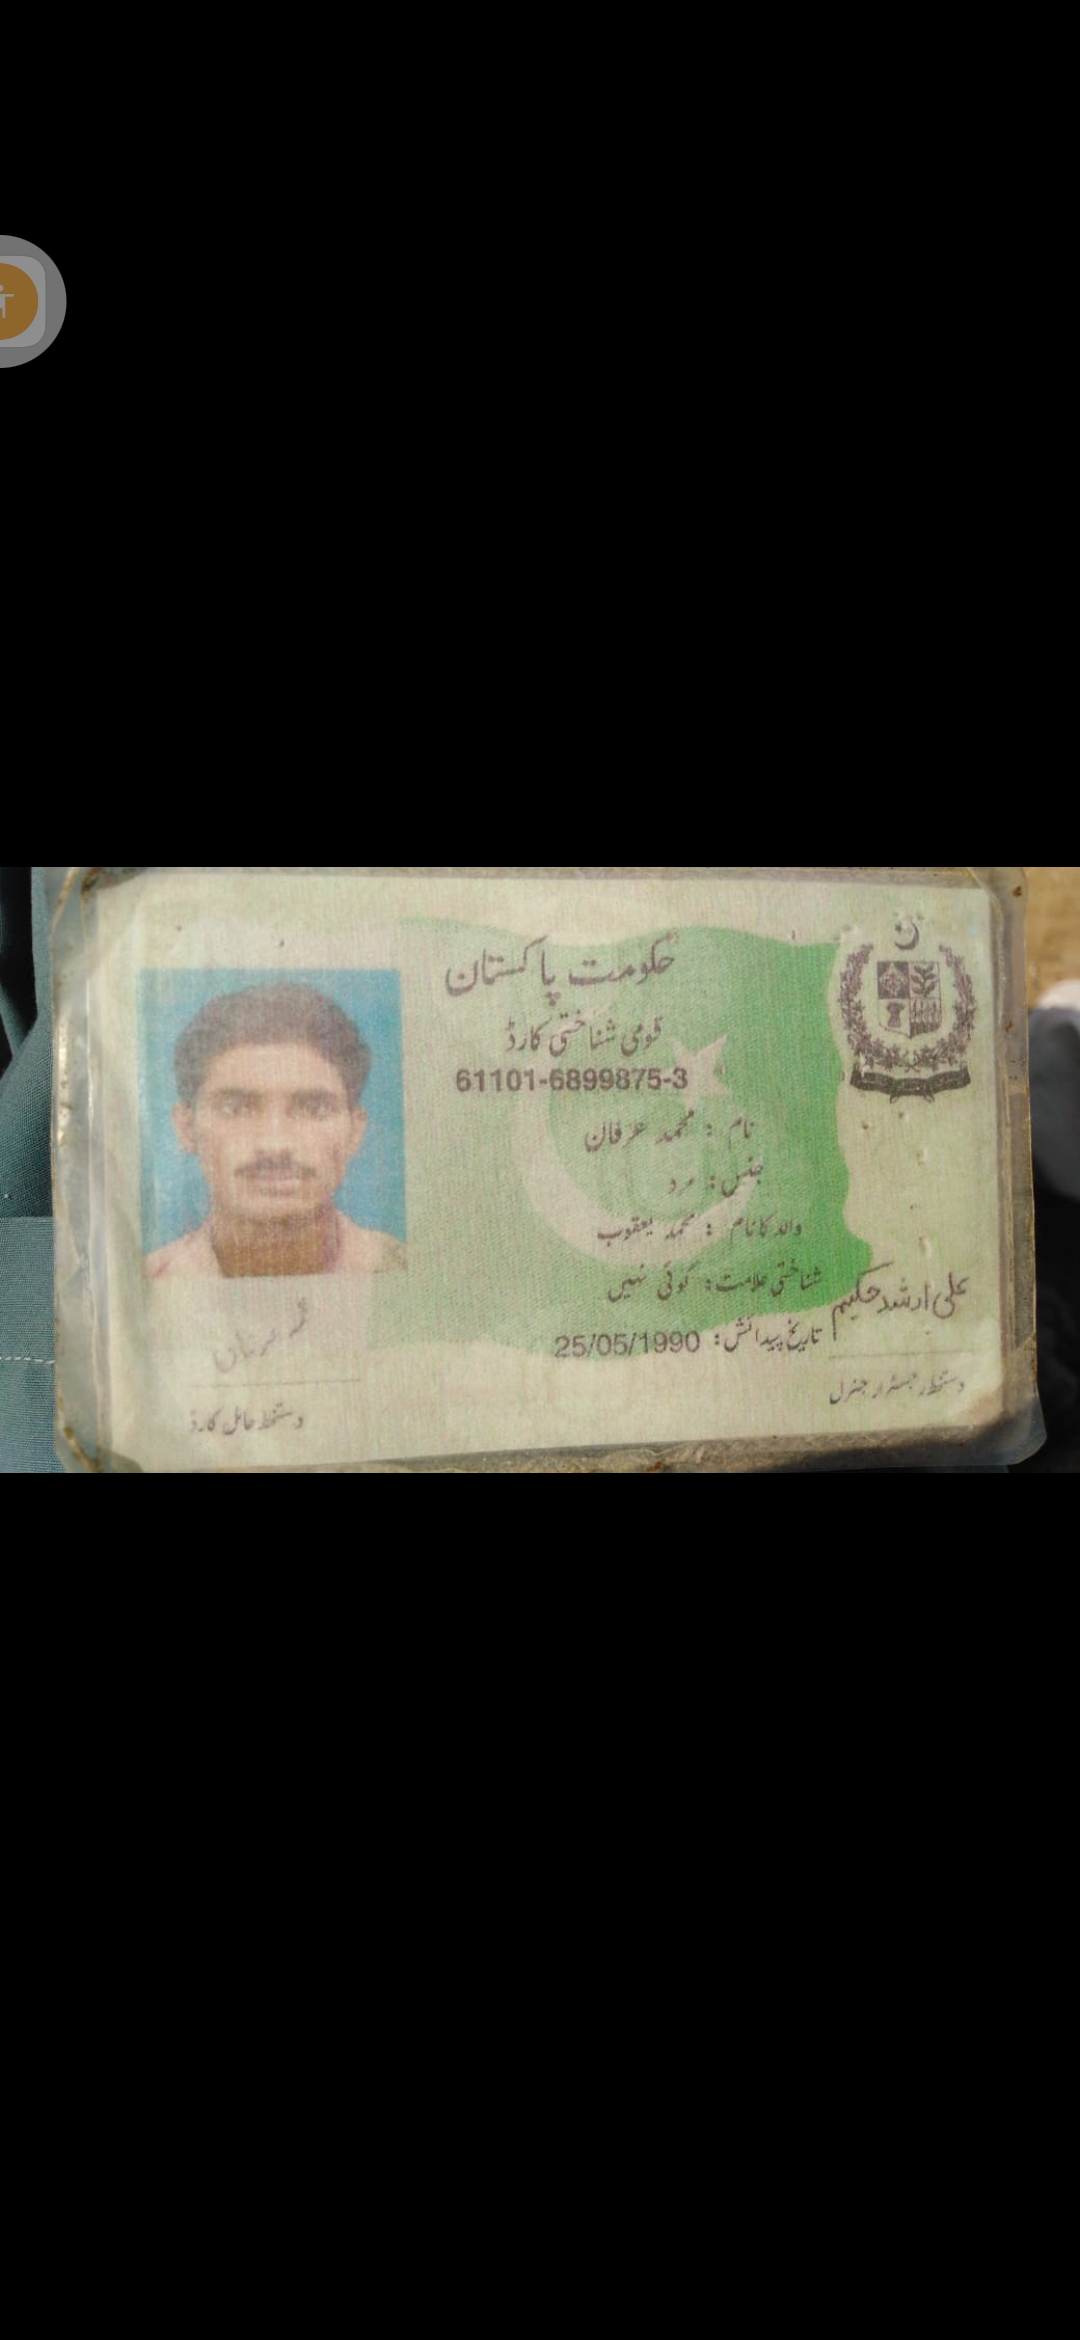 حکومت پاکستان
قومی شناختی کارڈ
61101-6899875-3
نام : محمد عرفان
جنس : مرد
والد کا نام : محمد یعقوب
شناختی علامت : کوئی نہیں
تاریخ پیدائش : 25/05/1990
علی ارشد حکیم
دستخط رجسٹرار جنرل
دستخط حامل کارڈ